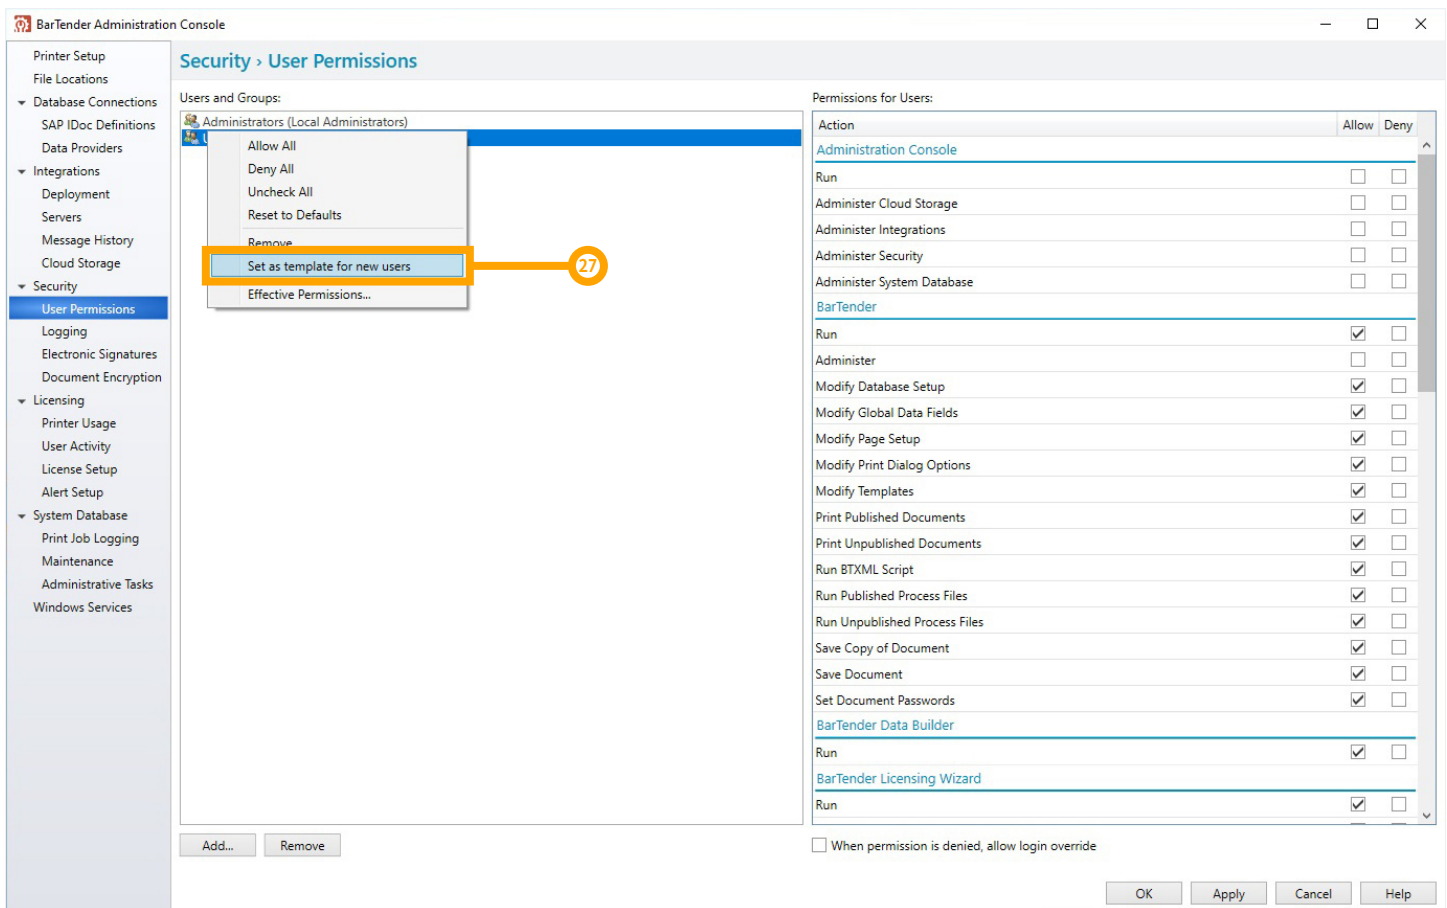 BarTender Administration Console
Printer Setup
File Locations
Database Connections
SAP IDoc Definitions
Data Providers
Integrations
Deployment
Servers
Message History
Cloud Storage
Security
User Permissions
Logging
Electronic Signatures
Document Encryption
Licensing
Printer Usage
User Activity
License Setup
Alert Setup
System Database
Print Job Logging
Maintenance
Administrative Tasks
Windows Services
Security › User Permissions
Users and Groups:
Administrators (Local Administrators)
Allow All
Deny All
Uncheck All
Reset to Defaults
Remove
Set as template for new users
27
Effective Permissions...
Add...
Remove
Permissions for Users:
Action Allow Deny
Administration Console
Run
Administer Cloud Storage
Administer Integrations
Administer Security
Administer System Database
BarTender
Run
Administer
Modify Database Setup
Modify Global Data Fields
Modify Page Setup
Modify Print Dialog Options
Modify Templates
Print Published Documents
Print Unpublished Documents
Run BTXML Script
Run Published Process Files
Run Unpublished Process Files
Save Copy of Document
Save Document
Set Document Passwords
BarTender Data Builder
Run
BarTender Licensing Wizard
Run
When permission is denied, allow login override
OK Apply Cancel Help